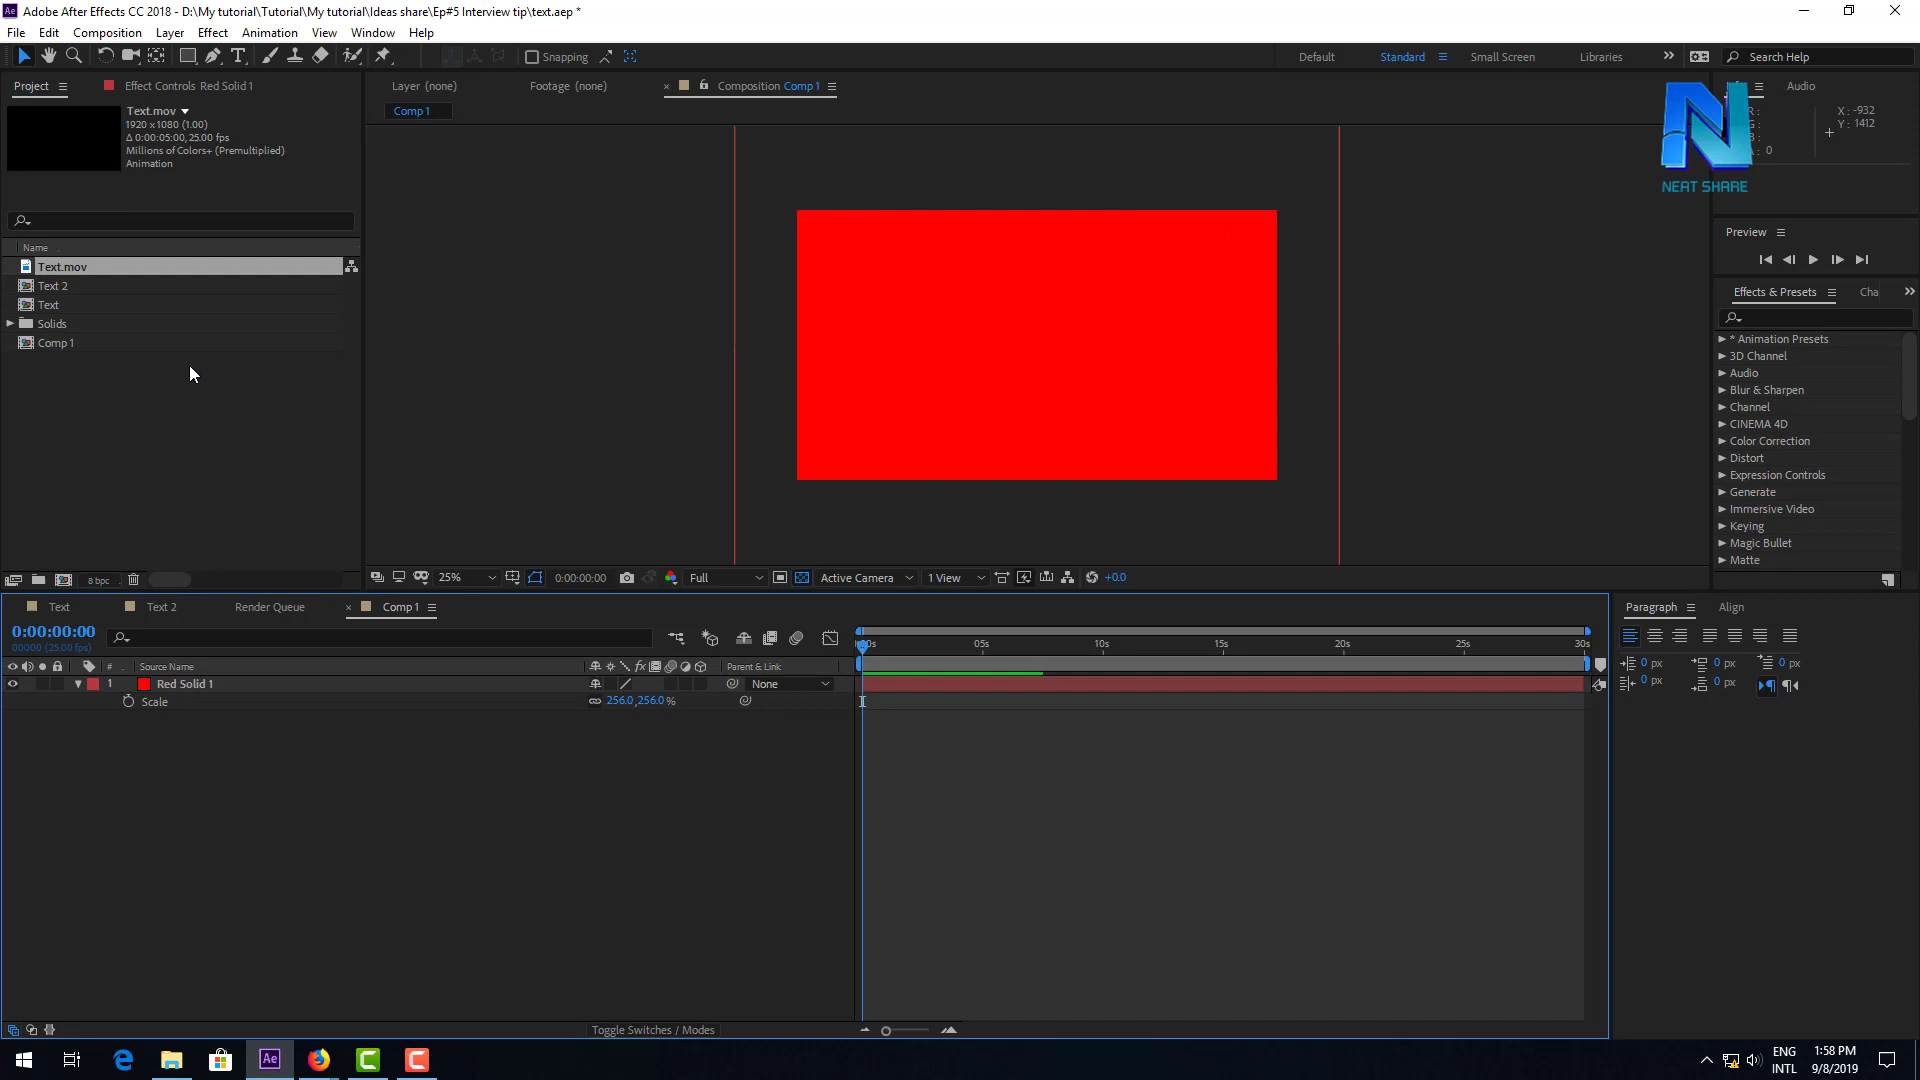 Adobe After Effects CC 2018 - D:\My tutorial\Tutorial\My tutorial\Ideas share\Ep#5 Interview tip\text.aep *
File Edit Composition Layer Effect Animation View Window Help
Snapping
Default Standard Small Screen Libraries
Search Help
Project
Effect Controls Red Solid 1
Layer (none)
Footage (none)
Composition Comp 1
Audio
Text.mov
1920 x 1080 (1.00)
Δ 0:00:05:00, 25.00 fps
Millions of Colors+ (Premultiplied)
Animation
Comp 1
R :
G :
B :
A : 0
X : -932
Y : 1412
NEAT SHARE
Name
Text.mov
Text 2
Text
Solids
Comp 1
Preview
Effects & Presets
Cha
* Animation Presets
3D Channel
Audio
Blur & Sharpen
Channel
CINEMA 4D
Color Correction
Distort
Expression Controls
Generate
Immersive Video
Keying
Magic Bullet
Matte
8 bpc
25%
0:00:00:00
Full
Active Camera
1 View
+0.0
Text
Text 2
Render Queue
Comp 1
0:00:00:00
00000 (25.00 fps)
05s 10s 15s 20s 25s 30s
# Source Name
Parent & Link
1 Red Solid 1
None
Scale
256.0,256.0 %
Toggle Switches / Modes
Paragraph
Align
0 px 0 px 0 px
0 px 0 px
Ae
ENG
INTL
1:58 PM
9/8/2019